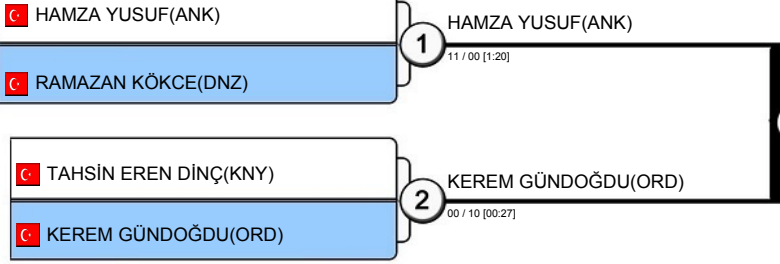 HAMZA YUSUF(ANK)
HAMZA YUSUF(ANK)
1
11 / 00 [1:20]
RAMAZAN KÖKCE(DNZ)
TAHSİN EREN DİNÇ(KNY)
KEREM GÜNDOĞDU(ORD)
2
00 / 10 [00:27]
KEREM GÜNDOĞDU(ORD)